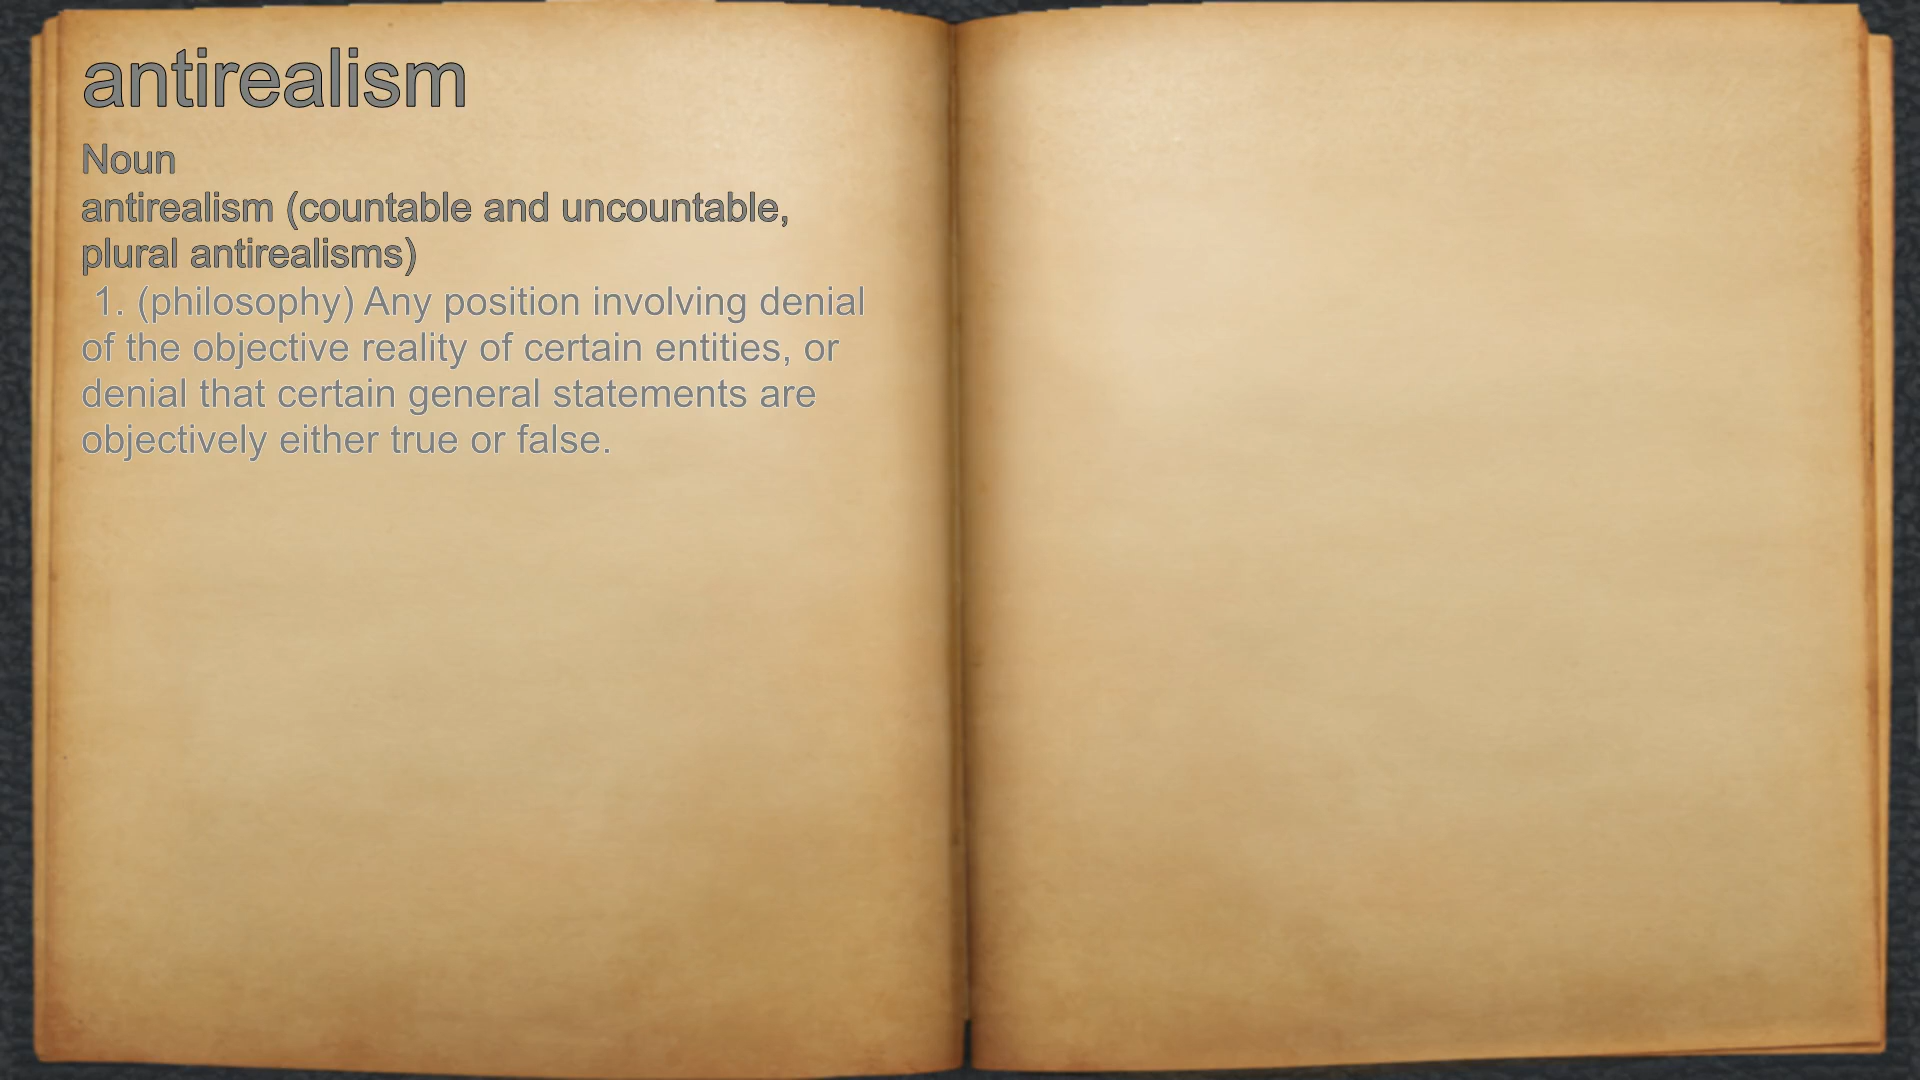 antirealism
Noun
antirealism (countable and uncountable,
plural antirealisms)
1. (philosophy) Any position involving denial
of the objective reality of certain entities, or
denial that certain general statements are
objectively either true or false.